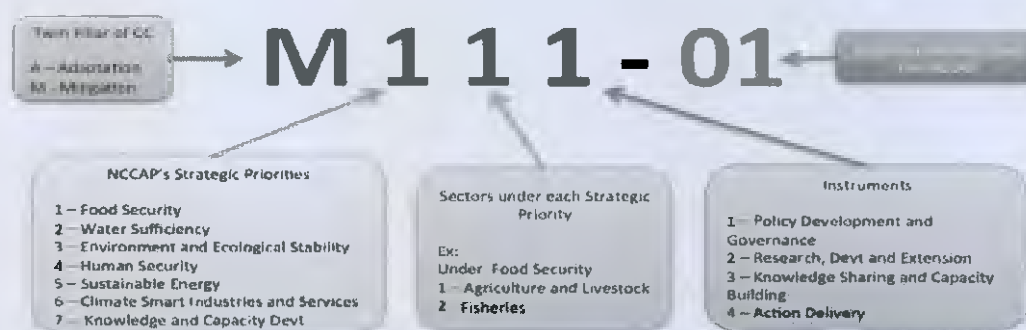 Twin Pillar of CC
A – Adaptation
M - Mitigation
M 1 1 1 - 01
NCCAP's Strategic Priorities
1 – Food Security
2 – Water Sufficiency
3 – Environment and Ecological Stability
4 – Human Security
5 – Sustainable Energy
6 – Climate Smart Industries and Services
7 – Knowledge and Capacity Devt
Sectors under each Strategic
Priority
Ex:
Under Food Security
1 – Agriculture and Livestock
2 Fisheries
Instruments
1 – Policy Development and
Governance
2 – Research, Devt and Extension
3 – Knowledge Sharing and Capacity
Building
4 – Action Delivery